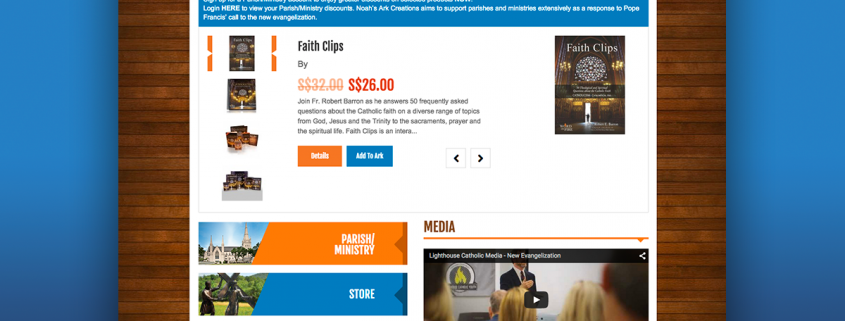 Login HERE to view your Parish/Ministry discounts. Noah's Ark Creations aims to support parishes and ministries extensively as a response to Pope
Francis' call to the new evangelization.
Faith Clips
By
S$32.00 S$26.00
Join Fr. Robert Barron as he answers 50 frequently asked
questions about the Catholic faith on a diverse range of topics
from God, Jesus and the Trinity to the sacraments, prayer and
the spiritual life. Faith Clips is an intera...
Details
Add To Ark
Faith Clips
PARISH/
MINISTRY
STORE
MEDIA
Lighthouse Catholic Media - New Evangelization